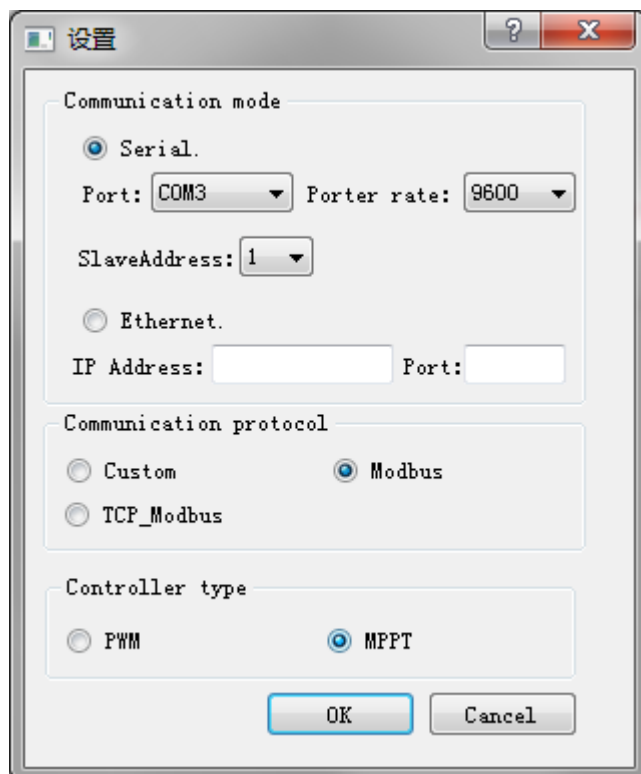 设置
Communication mode
Serial.
Port: COM3 Porter rate: 9600
SlaveAddress: 1
Ethernet.
IP Address: Port:
Communication protocol
Custom Modbus
TCP_Modbus
Controller type
PWM MPPT
OK Cancel